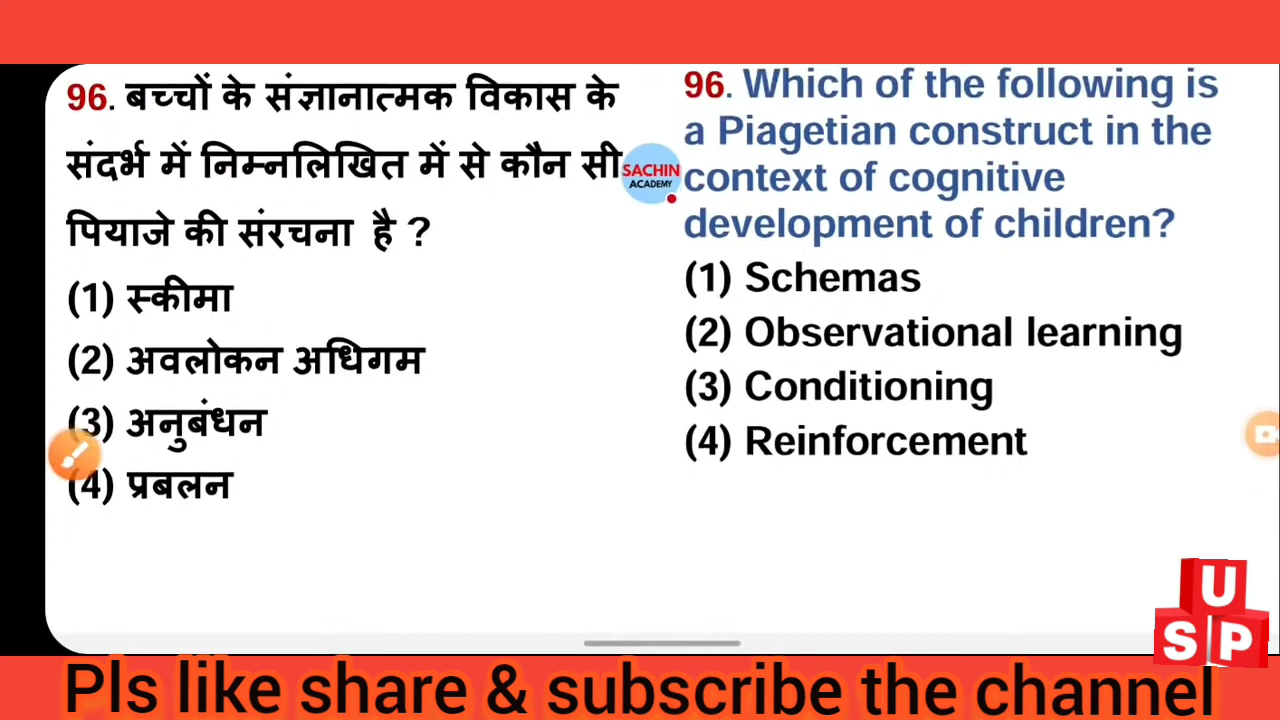 96. बच्चों के संज्ञानात्मक विकास के
संदर्भ में निम्नलिखित में से कौन सी
पियाजे की संरचना है ?
(1) स्कीमा
(2) अवलोकन अधिगम
(3) अनुबंधन
(4) प्रबलन
SACHIN
ACADEMY
96. Which of the following is
a Piagetian construct in the
context of cognitive
development of children?
(1) Schemas
(2) Observational learning
(3) Conditioning
(4) Reinforcement
U
S P
Pls like share & subscribe the channel